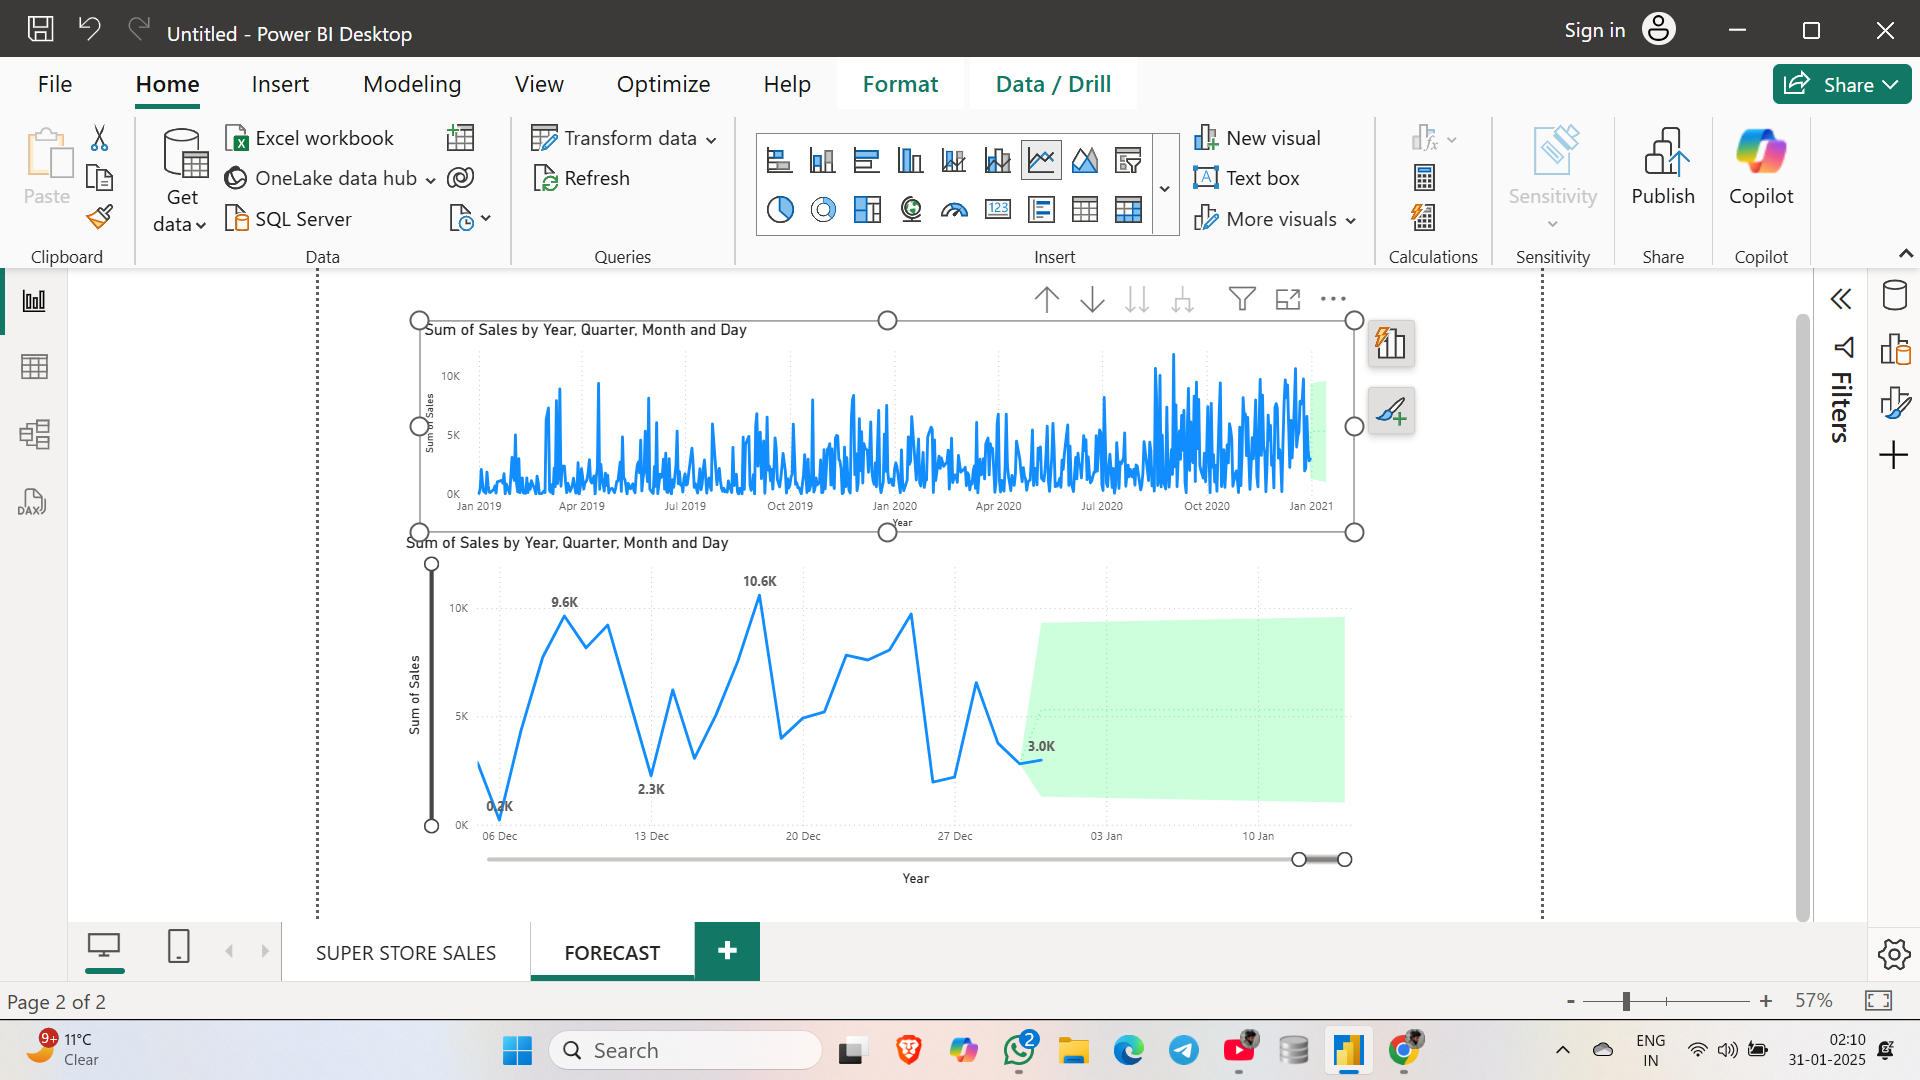 Untitled - Power BI Desktop
Sign in
File
Home
Insert
Modeling
View
Optimize
Help
Format
Data / Drill
Share
Paste
Clipboard
Get data
Excel workbook
OneLake data hub
SQL Server
Data
Transform data
Refresh
Queries
123
New visual
A Text box
More visuals
Insert
fx
Calculations
Sensitivity
Sensitivity
Publish
Share
Copilot
Copilot
DAX
Sum of Sales by Year, Quarter, Month and Day
Sum of Sales
10K
5K
0K
Jan 2019
Apr 2019
Jul 2019
Oct 2019
Jan 2020
Apr 2020
Jul 2020
Oct 2020
Jan 2021
Year
Sum of Sales by Year, Quarter, Month and Day
Sum of Sales
10K
5K
0K
9.6K
10.6K
0.2K
2.3K
3.0K
06 Dec
13 Dec
20 Dec
27 Dec
03 Jan
10 Jan
Year
Filters
SUPER STORE SALES
FORECAST
Page 2 of 2
- + 57%
9+
11°C
Clear
Search
2
ENG
IN
02:10
31-01-2025